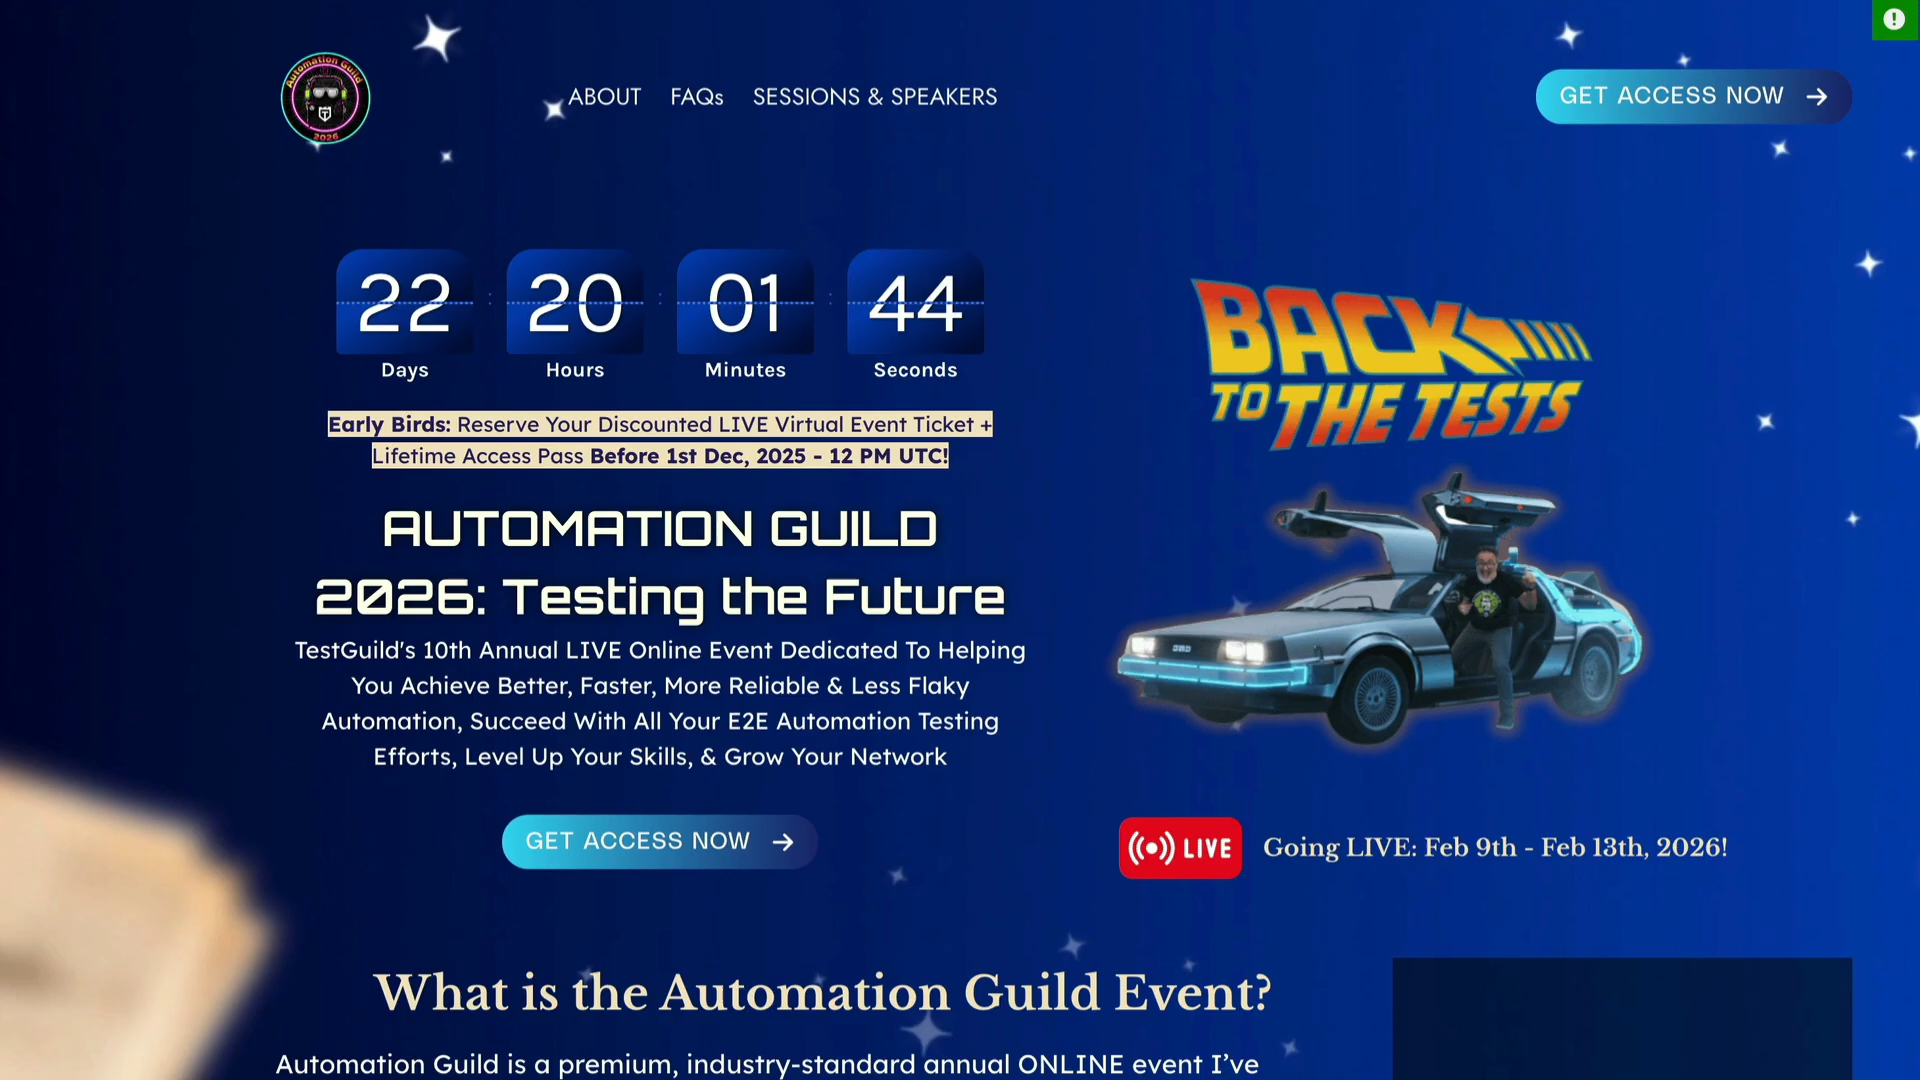 Automation Guild
2026
ABOUT
FAQs
SESSIONS & SPEAKERS
GET ACCESS NOW
22
20
01
44
Days
Hours
Minutes
Seconds
Early Birds: Reserve Your Discounted LIVE Virtual Event Ticket +
Lifetime Access Pass Before 1st Dec, 2025 - 12 PM UTC!
AUTOMATION GUILD
2026: Testing the Future
TestGuild's 10th Annual LIVE Online Event Dedicated To Helping
You Achieve Better, Faster, More Reliable & Less Flaky
Automation, Succeed With All Your E2E Automation Testing
Efforts, Level Up Your Skills, & Grow Your Network
GET ACCESS NOW
BACK
TO THE TESTS
LIVE
Going LIVE: Feb 9th - Feb 13th, 2026!
What is the Automation Guild Event?
Automation Guild is a premium, industry-standard annual ONLINE event I’ve